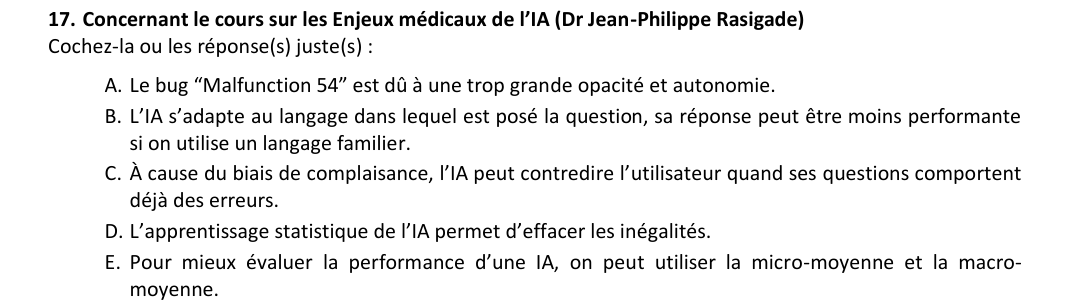 17. Concernant le cours sur les Enjeux médicaux de l’IA (Dr Jean-Philippe Rasigade)
Cochez-la ou les réponse(s) juste(s) :
A. Le bug “Malfunction 54” est dû à une trop grande opacité et autonomie.
B. L’IA s’adapte au langage dans lequel est posé la question, sa réponse peut être moins performante
si on utilise un langage familier.
C. À cause du biais de complaisance, l’IA peut contredire l’utilisateur quand ses questions comportent
déjà des erreurs.
D. L’apprentissage statistique de l’IA permet d’effacer les inégalités.
E. Pour mieux évaluer la performance d’une IA, on peut utiliser la micro-moyenne et la macro-
moyenne.